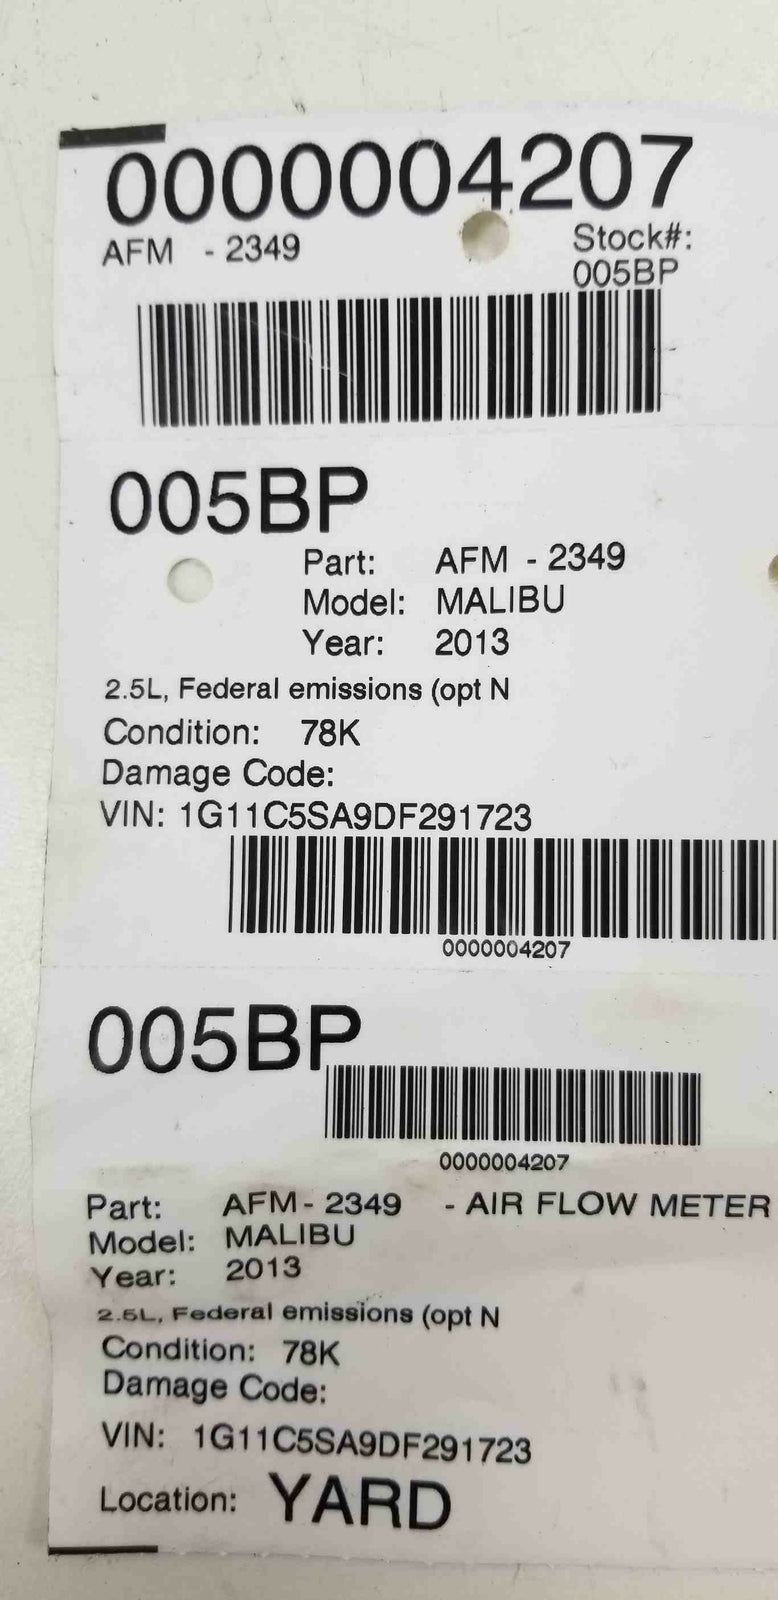 0000004207
AFM - 2349 Stock#:
005BP
005BP
Part: AFM - 2349
Model: MALIBU
Year: 2013
2.5L, Federal emissions (opt N
Condition: 78K
Damage Code:
VIN: 1G11C5SA9DF291723
0000004207
005BP
0000004207
Part: AFM- 2349 - AIR FLOW METER
Model: MALIBU
Year: 2013
2.5L, Federal emissions (opt N
Condition: 78K
Damage Code:
VIN: 1G11C5SA9DF291723
Location: YARD